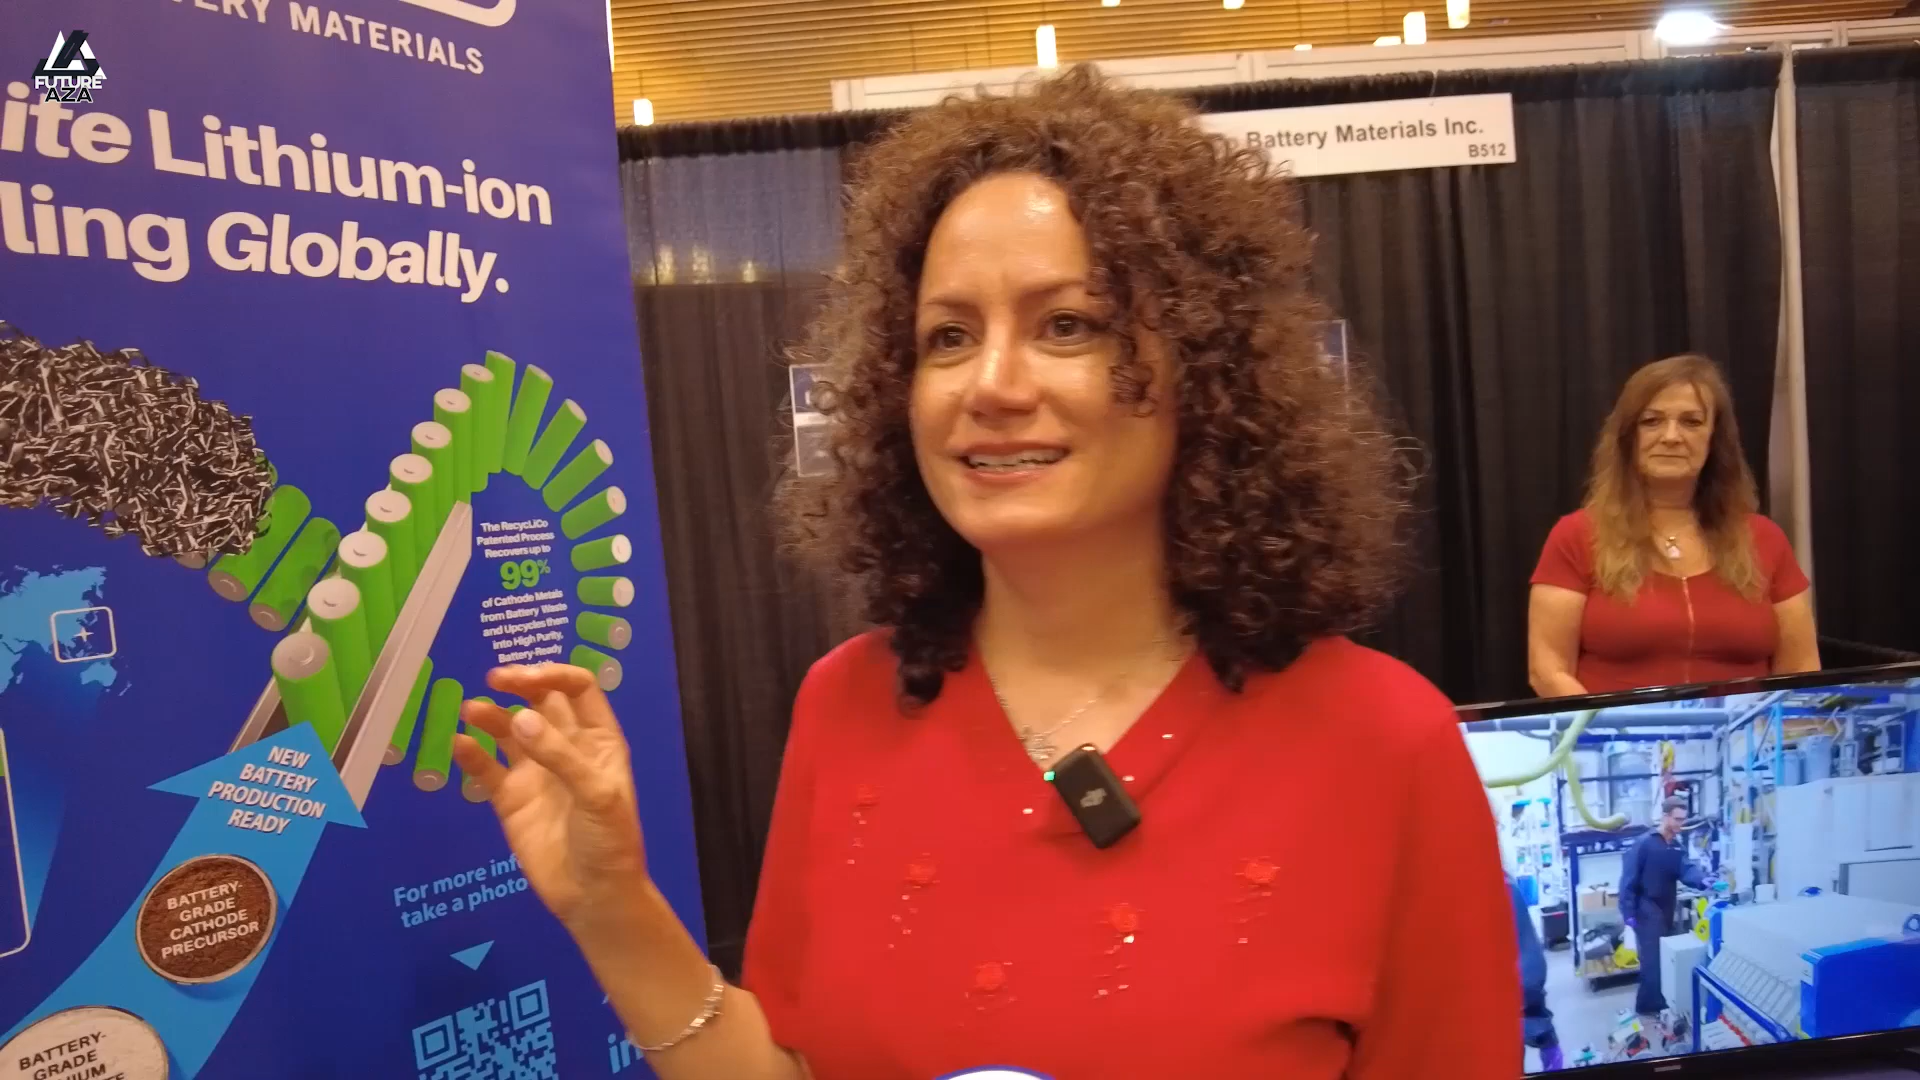 FUTURE
AZA
BATTERY MATERIALS
ite Lithium-ion
ling Globally.
The RecycLiCo
Patented Process
Recovers up to
99%
of Cathode Metals
from Battery Waste
and Upcycles them
into High Purity,
Battery-Ready
NEW
BATTERY
PRODUCTION
READY
BATTERY-
GRADE
CATHODE
PRECURSOR
BATTERY-
GRADE
For more
take a photo
in
Battery Materials Inc.
B512